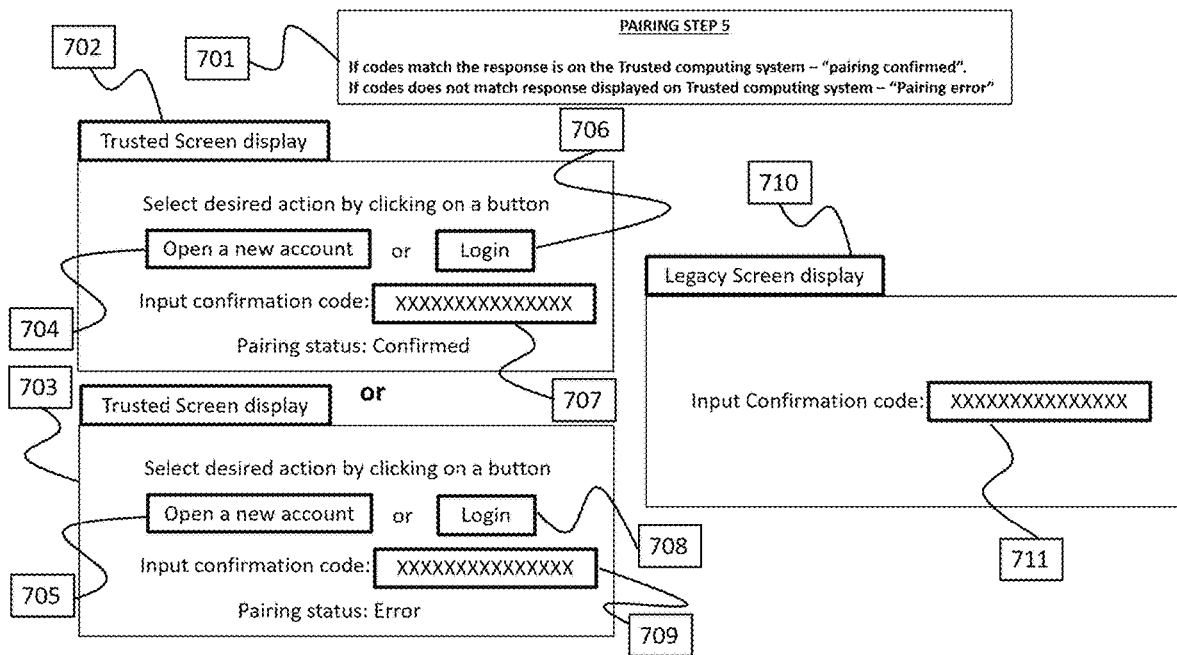 PAIRING STEP 5
702
701
If codes match the response is on the Trusted computing system – “pairing confirmed”.
If codes does not match response displayed on Trusted computing system – “Pairing error”
Trusted Screen display
706
710
Select desired action by clicking on a button
Open a new account or Login
Legacy Screen display
Input confirmation code: XXXXXXXXXXXXXXX
704
Pairing status: Confirmed
703
or
707
Trusted Screen display
Input Confirmation code: XXXXXXXXXXXXXXX
Select desired action by clicking on a button
Open a new account or Login
708
711
Input confirmation code: XXXXXXXXXXXXXXX
705
Pairing status: Error
709